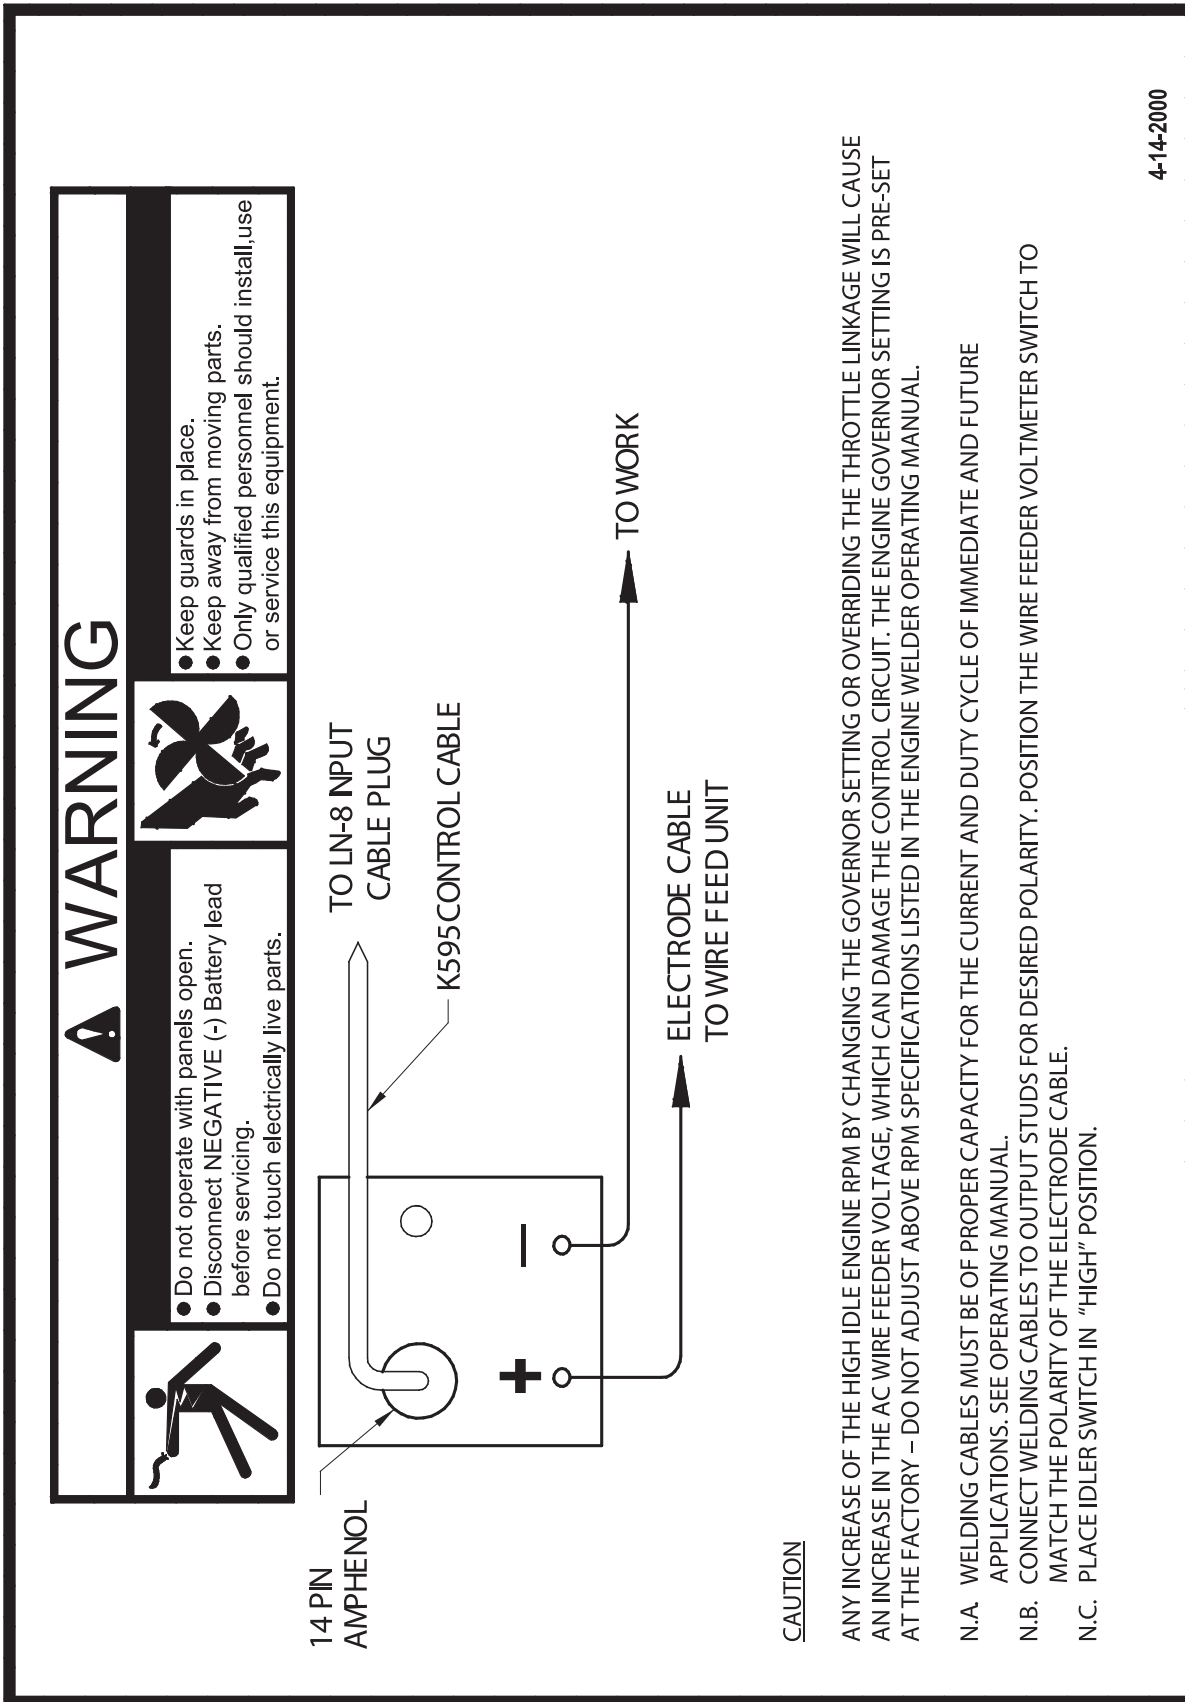 WARNING
● Do not operate with panels open.
● Disconnect NEGATIVE (-) Battery lead
before servicing.
● Do not touch electrically live parts.
● Keep guards in place.
● Keep away from moving parts.
● Only qualified personnel should install,use
or service this equipment.
14 PIN
AMPHENOL
TO LN-8 NPUT
CABLE PLUG
K595 CONTROL CABLE
+
–
TO WORK
ELECTRODE CABLE
TO WIRE FEED UNIT
CAUTION
ANY INCREASE OF THE HIGH IDLE ENGINE RPM BY CHANGING THE GOVERNOR SETTING OR OVERRIDING THE THROTTLE LINKAGE WILL CAUSE
AN INCREASE IN THE AC WIRE FEEDER VOLTAGE, WHICH CAN DAMAGE THE CONTROL CIRCUIT. THE ENGINE GOVERNOR SETTING IS PRE-SET
AT THE FACTORY – DO NOT ADJUST ABOVE RPM SPECIFICATIONS LISTED IN THE ENGINE WELDER OPERATING MANUAL.
N.A. WELDING CABLES MUST BE OF PROPER CAPACITY FOR THE CURRENT AND DUTY CYCLE OF IMMEDIATE AND FUTURE
APPLICATIONS. SEE OPERATING MANUAL.
N.B. CONNECT WELDING CABLES TO OUTPUT STUDS FOR DESIRED POLARITY. POSITION THE WIRE FEEDER VOLTMETER SWITCH TO
MATCH THE POLARITY OF THE ELECTRODE CABLE.
N.C. PLACE IDLER SWITCH IN "HIGH" POSITION.
4-14-2000